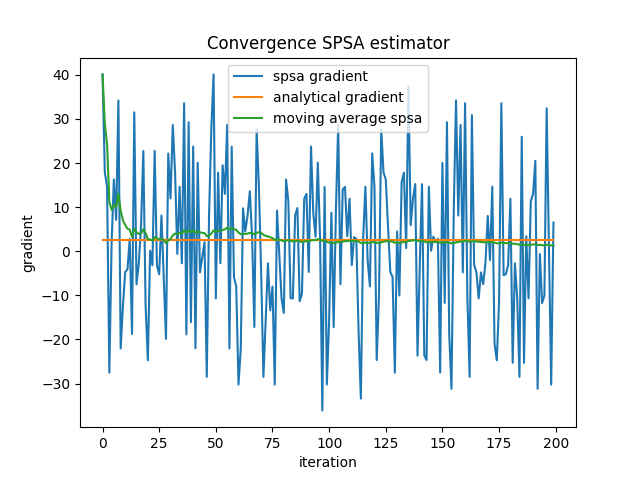 Convergence SPSA estimator
spsa gradient
analytical gradient
moving average spsa
gradient
40
30
20
10
0
−10
−20
−30
0 25 50 75 100 125 150 175 200
iteration